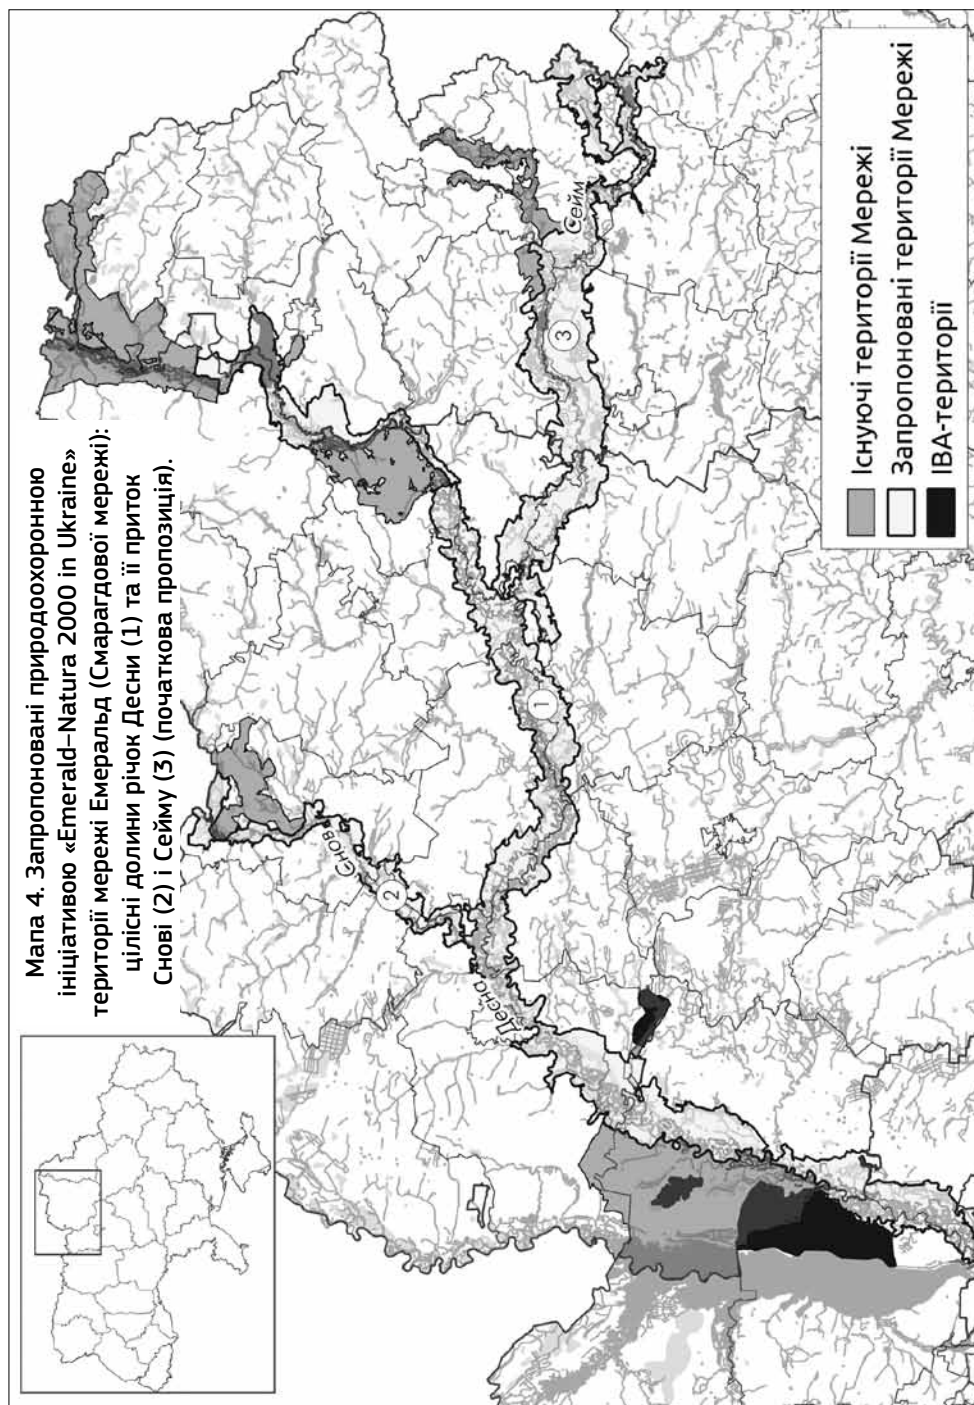 Мапа 4. Запропоновані природоохоронною
ініціативою «Emerald–Natura 2000 in Ukraine»
території мережі Емеральд (Смарагдової мережі):
цілісні долини річок Десни (1) та її приток
Снові (2) і Сейму (3) (початкова пропозиція).
Снов
2
Десна
1
3
Сейм
Існуючі території Мережі
Запропоновані території Мережі
ІВА-території